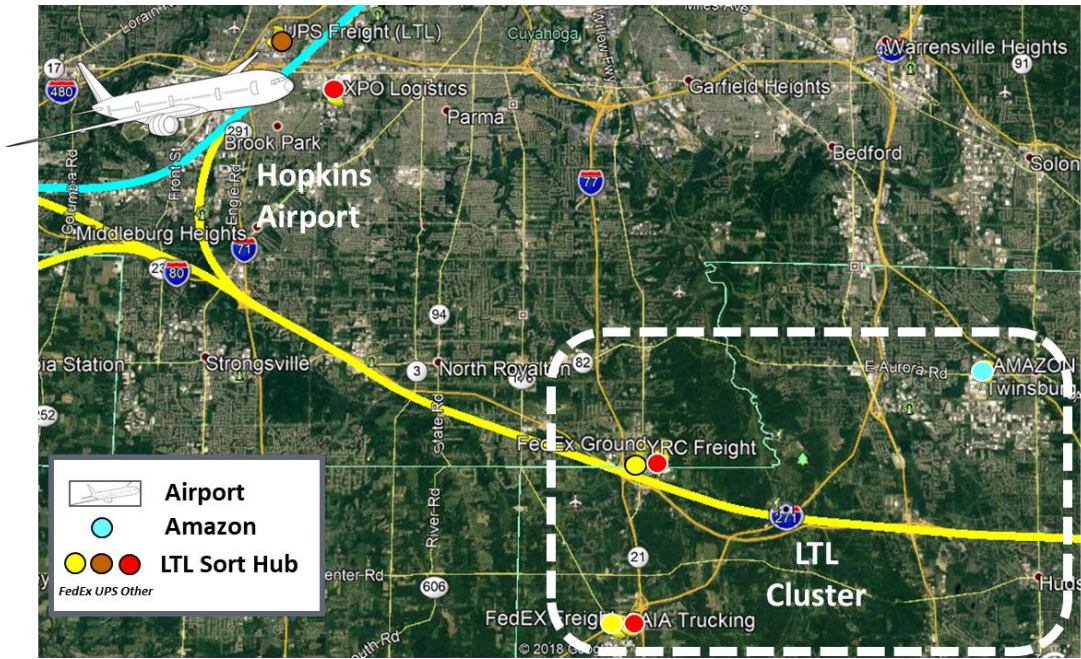 Lorain Rd
UPS Freight (LTL)
Cuyahoga
Miles Ave
Warrensville Heights
17
480
91
XPO Logistics
Garfield Heights
Parma
291
Brook Park
Bedford
Solon
Columbia Rd
Front St
Engle Rd
Hopkins
Airport
77
Middleburg Heights
71
80
94
Strongsville
3
North Royalton
82
E Aurora Rd
AMAZON
Twinsburg
252
State Rd
FedEx Ground
YRC Freight
271
River Rd
21
LTL
Cluster
606
FedEX Freight
AIA Trucking
© 2018 Google
Airport
Amazon
LTL Sort Hub
FedEx UPS Other